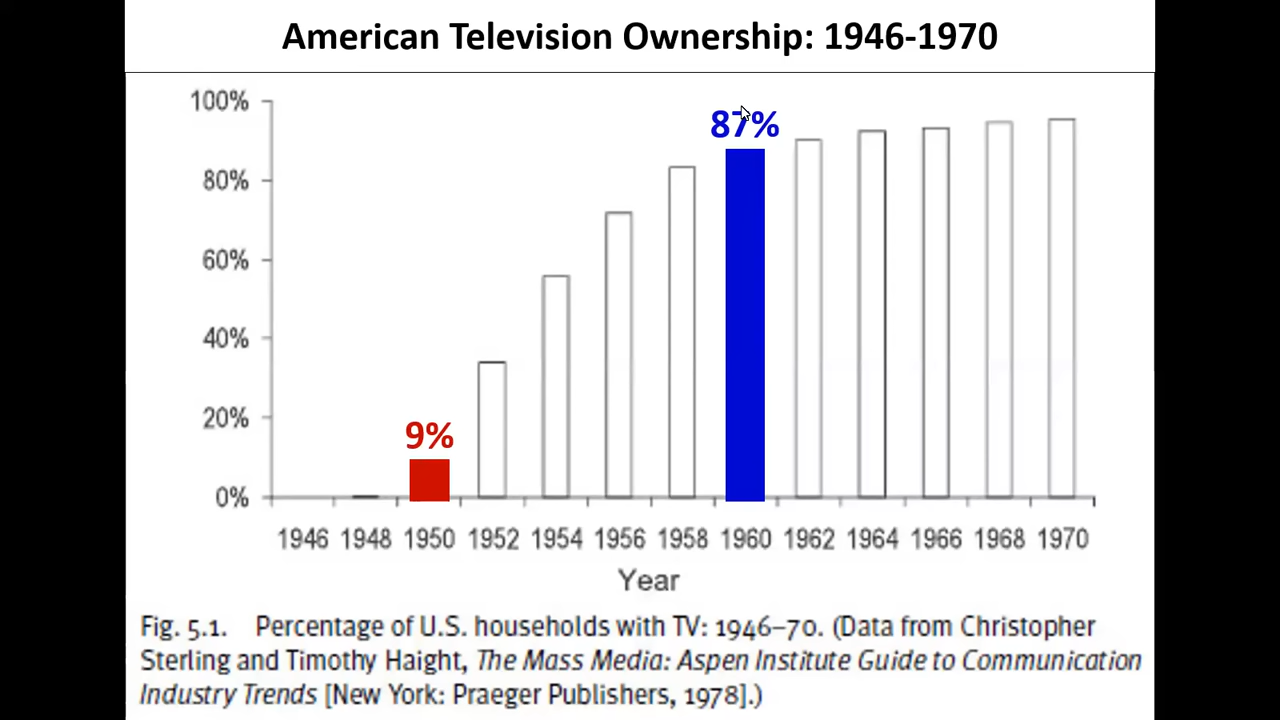 American Television Ownership: 1946-1970
100%
87%
80%
60%
40%
20%
9%
0%
1946 1948 1950 1952 1954 1956 1958 1960 1962 1964 1966 1968 1970
Year
Fig. 5.1. Percentage of U.S. households with TV: 1946–70. (Data from Christopher
Sterling and Timothy Haight, The Mass Media: Aspen Institute Guide to Communication
Industry Trends [New York: Praeger Publishers, 1978].)